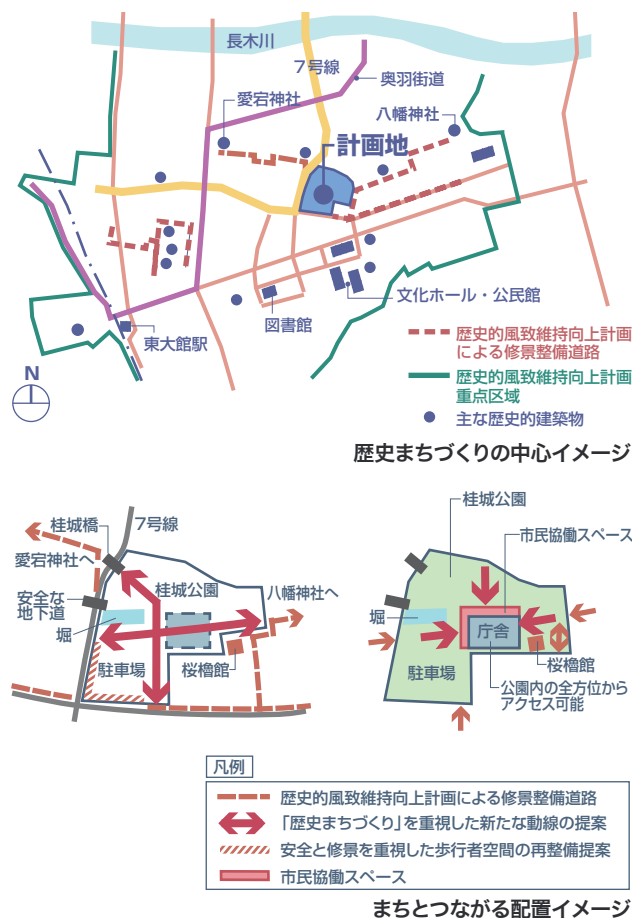 長木川
7号線
奥羽街道
愛宕神社
八幡神社
計画地
文化ホール・公民館
図書館
東大館駅
N
歴史的風致維持向上計画
による修景整備道路
歴史的風致維持向上計画
重点区域
主な歴史的建築物
歴史まちづくりの中心イメージ
桂城橋
7号線
愛宕神社へ
桂城公園
八幡神社へ
安全な
地下道
堀
駐車場
桜櫓館
桂城公園
市民協働スペース
堀
庁舎
桜櫓館
駐車場
公園内の全方位から
アクセス可能
凡例
歴史的風致維持向上計画による修景整備道路
「歴史まちづくり」を重視した新たな動線の提案
安全と修景を重視した歩行者空間の再整備提案
市民協働スペース
まちとつながる配置イメージ